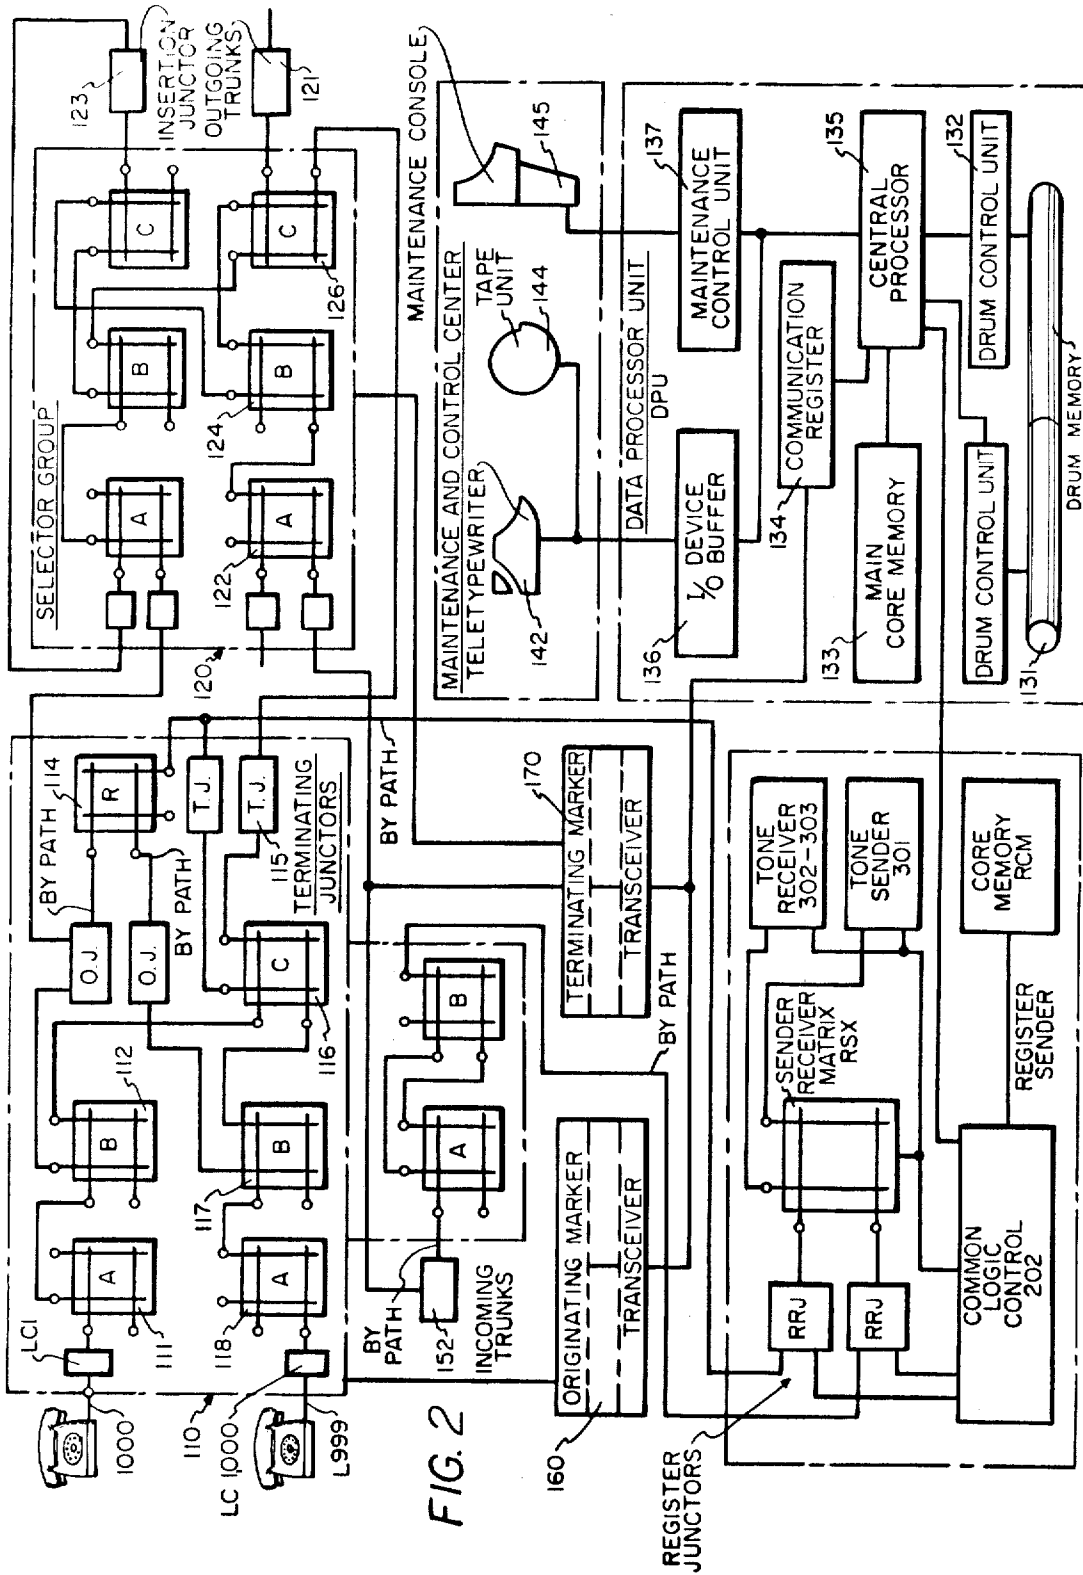 FIG. 2
1000
L999
LC1
LC 1000
110
111
118
A
A
B
B
112
117
O.J.
O.J.
BY PATH
BY PATH
R
114
C
116
T.J.
T.J.
115
TERMINATING
JUNCTORS
BY PATH
SELECTOR GROUP
120
A
122
A
B
B
124
C
C
126
123
INSERTION
JUNCTOR
OUTGOING
TRUNKS
121
BY
PATH
152
INCOMING
TRUNKS
A
B
ORIGINATING MARKER
TRANSCEIVER
160
TERMINATING MARKER
TRANSCEIVER
170
BY PATH
MAINTENANCE AND CONTROL CENTER
TELETYPEWRITER
142
TAPE
UNIT
144
MAINTENANCE CONSOLE
145
DATA PROCESSOR UNIT
DPU
I/O DEVICE
BUFFER
136
MAINTENANCE
CONTROL UNIT
137
COMMUNICATION
REGISTER
134
MAIN
CORE MEMORY
133
CENTRAL
PROCESSOR
135
DRUM CONTROL UNIT
DRUM CONTROL UNIT
132
131
DRUM MEMORY
REGISTER
JUNCTORS
RRJ
RRJ
SENDER
RECEIVER
MATRIX
RSX
TONE
RECEIVER
302-303
TONE
SENDER
301
COMMON
LOGIC
CONTROL
202
CORE
MEMORY
RCM
REGISTER
SENDER